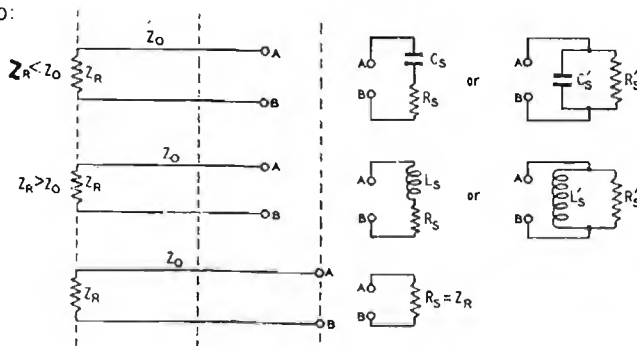 O:
Z_O A C_S
Z_R<Z_O Z_R A or C'_S R'_S
B B R_S
Z_O A A L_S
Z_R>Z_O Z_R or L'_S R'_S
B B R_S
Z_O A
Z_R A R_S=Z_R
B B